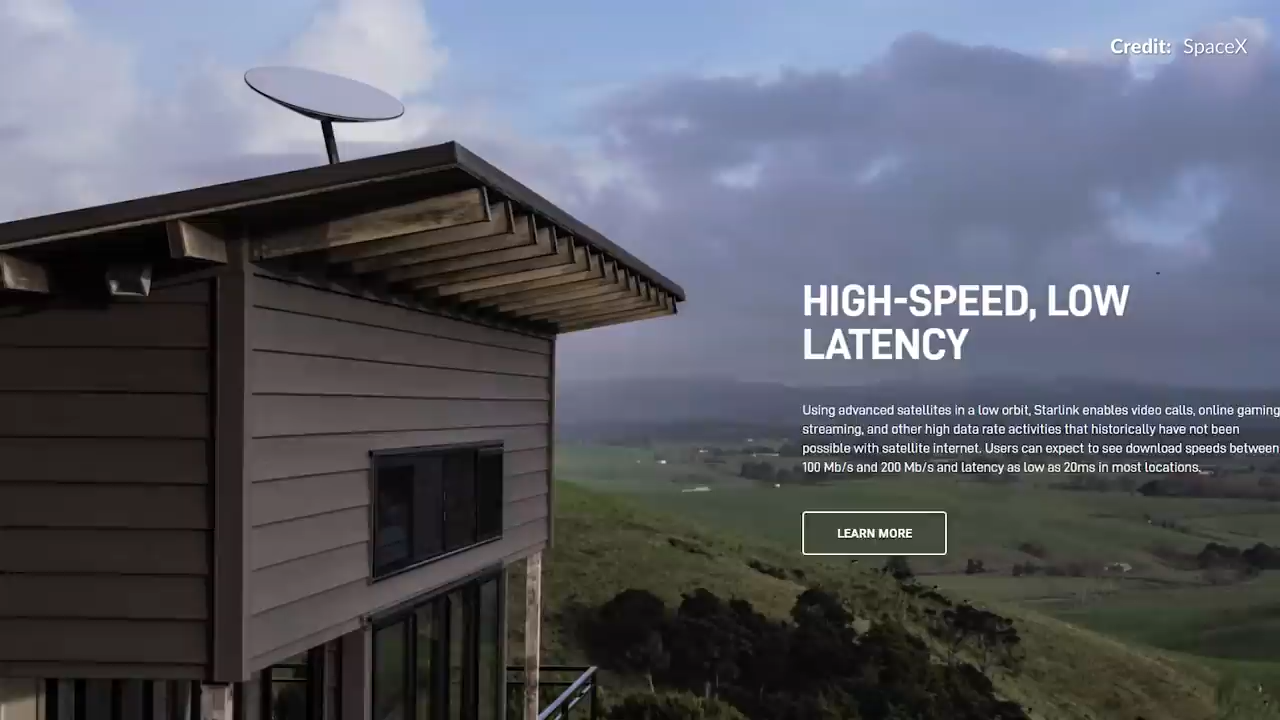 Credit: SpaceX
HIGH-SPEED, LOW
LATENCY
Using advanced satellites in a low orbit, Starlink enables video calls, online gaming
streaming, and other high data rate activities that historically have not been
possible with satellite internet. Users can expect to see download speeds between
100 Mb/s and 200 Mb/s and latency as low as 20ms in most locations.
LEARN MORE